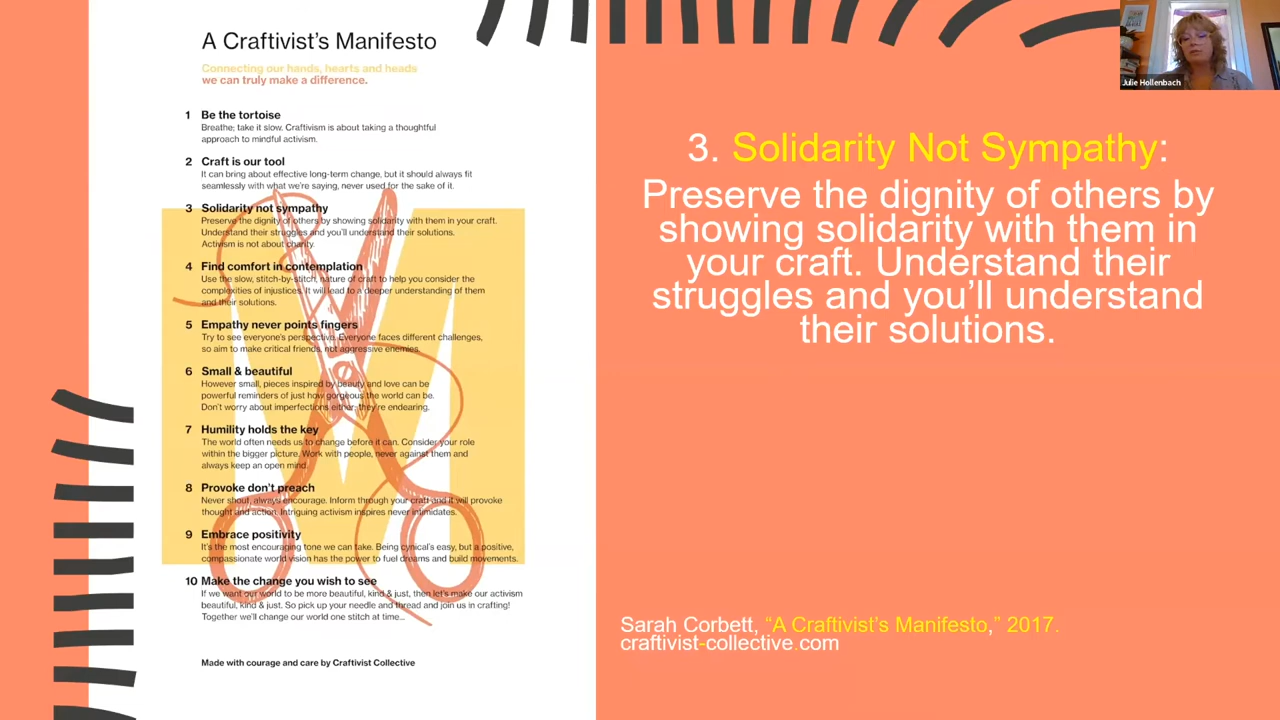 A Craftivist's Manifesto
Connecting our hands, hearts and heads
we can truly make a difference.
1 Be the tortoise
Breathe; take it slow. Craftivism is about taking a thoughtful
approach to mindful activism.
2 Craft is our tool
It can bring about effective long-term change, but it should always fit
seamlessly with what we're saying, never used for the sake of it.
3 Solidarity not sympathy
Preserve the dignity of others by showing solidarity with them in your craft.
Understand their struggles and you'll understand their solutions.
Activism is not about charity.
4 Find comfort in contemplation
Use the slow, stitch-by-stitch, nature of craft to help you consider the
complexities of injustices. It will lead to a deeper understanding of them
and their solutions.
5 Empathy never points fingers
Try to see everyone's perspective. Everyone faces different challenges,
so aim to make critical friends, not aggressive enemies.
6 Small & beautiful
However small, pieces inspired by beauty and love can be
powerful reminders of just how gorgeous the world can be.
Don't worry about imperfections either; they're endearing.
7 Humility holds the key
The world often needs us to change before it can. Consider your role
within the bigger picture. Work with people, never against them and
always keep an open mind.
8 Provoke don't preach
Never shout, always encourage. Inform through your craft and it will provoke
thought and action. Intriguing activism inspires never intimidates.
9 Embrace positivity
It's the most encouraging tone we can take. Being cynical's easy, but a positive,
compassionate world vision has the power to fuel dreams and build movements.
10 Make the change you wish to see
If we want our world to be more beautiful, kind & just, then let's make our activism
beautiful, kind & just. So pick up your needle and thread and join us in crafting!
Together we'll change our world one stitch at time...
Made with courage and care by Craftivist Collective
Julie Hollenbach
3. Solidarity Not Sympathy:
Preserve the dignity of others by
showing solidarity with them in
your craft. Understand their
struggles and you'll understand
their solutions.
Sarah Corbett, "A Craftivist's Manifesto," 2017.
craftivist-collective.com